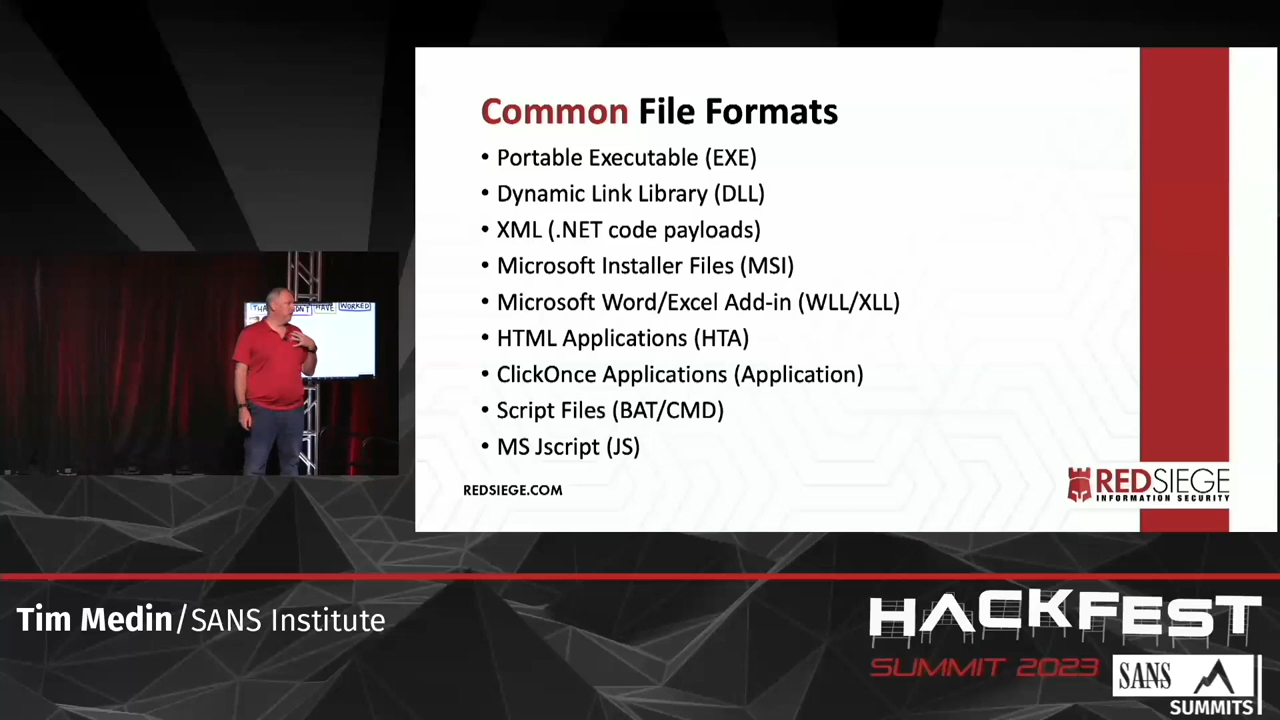 Common File Formats
• Portable Executable (EXE)
• Dynamic Link Library (DLL)
• XML (.NET code payloads)
• Microsoft Installer Files (MSI)
• Microsoft Word/Excel Add-in (WLL/XLL)
• HTML Applications (HTA)
• ClickOnce Applications (Application)
• Script Files (BAT/CMD)
• MS Jscript (JS)
REDSIEGE.COM
REDSIEGE
INFORMATION SECURITY
HAVE WORKED
Tim Medin/SANS Institute
HACKFEST
SUMMIT 2023
SANS
SUMMITS